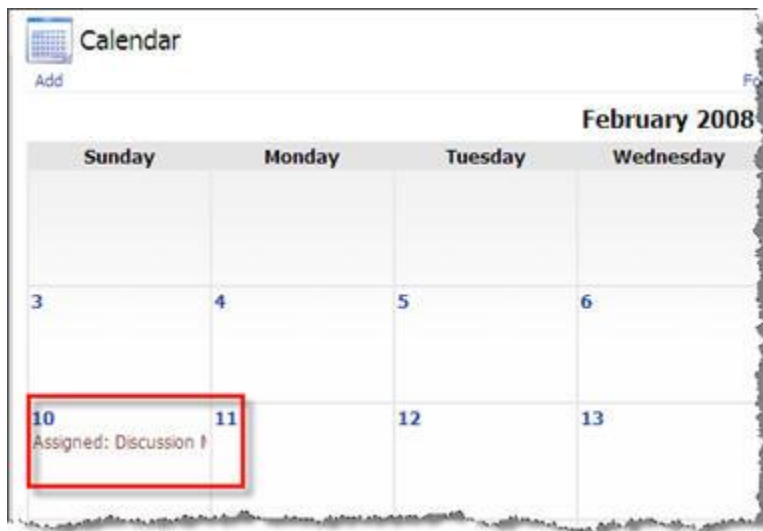 Calendar
Add
February 2008
Sunday Monday Tuesday Wednesday
3 4 5 6
10 11 12 13
Assigned: Discussion